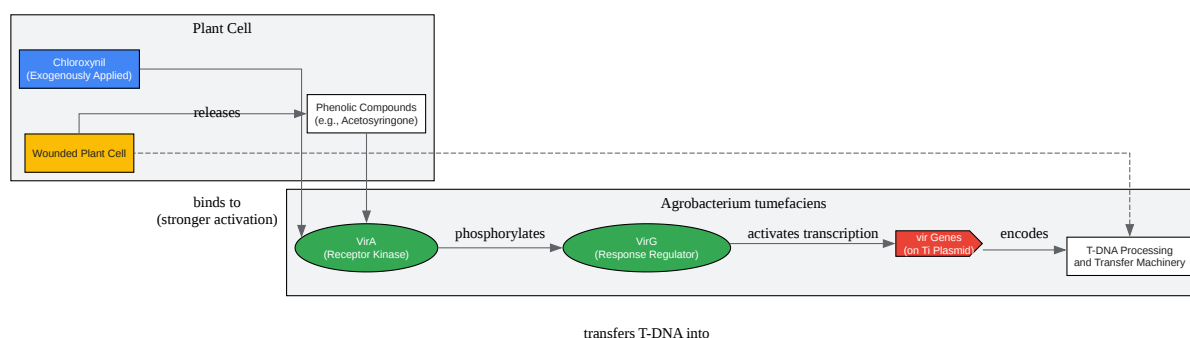 Plant Cell
Chloroxynil
(Exogenously Applied)
Phenolic Compounds
(e.g., Acetosyringone)
releases
Wounded Plant Cell
binds to
(stronger activation)
Agrobacterium tumefaciens
VirA
(Receptor Kinase)
phosphorylates
VirG
(Response Regulator)
activates transcription
vir Genes
(on Ti Plasmid)
encodes
T-DNA Processing
and Transfer Machinery
transfers T-DNA into